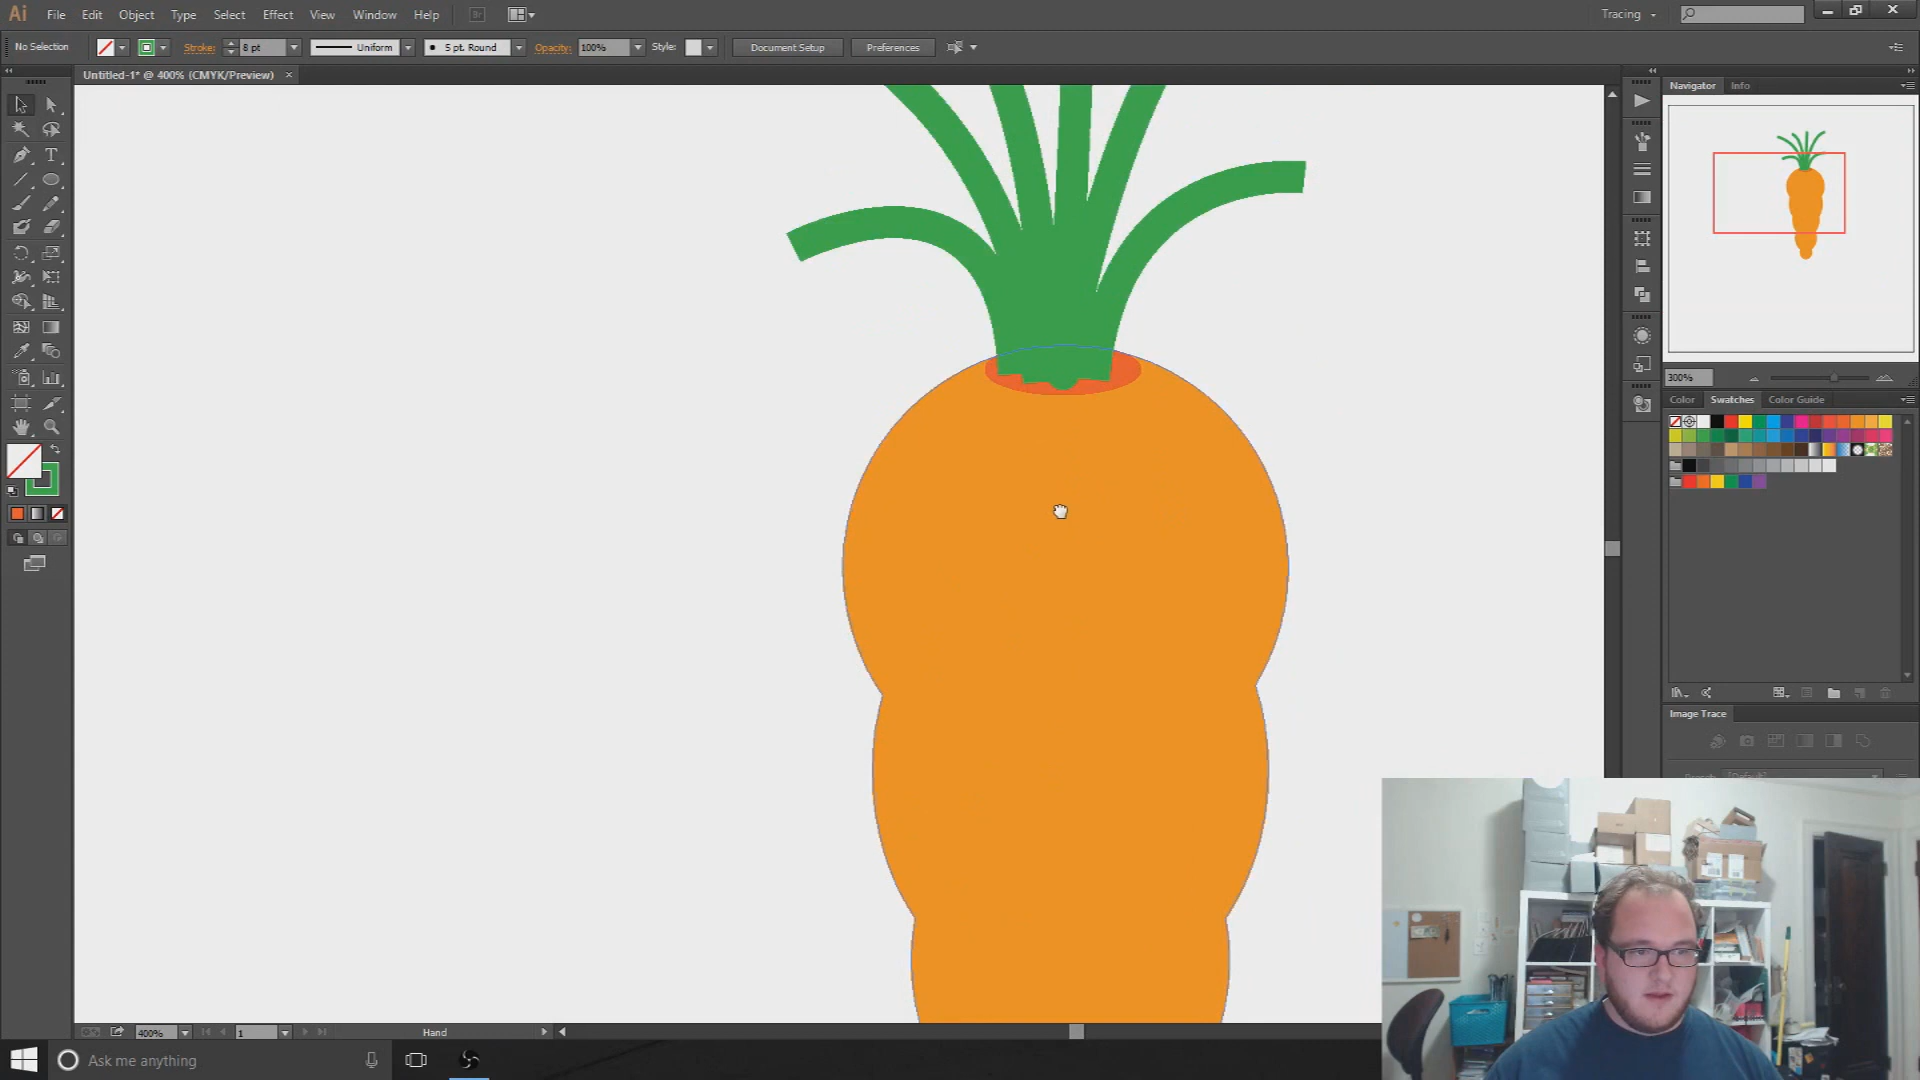 Ai File Edit Object Type Select Effect View Window Help Br Tracing
No Selection Stroke: 8 pt Uniform 5 pt. Round Opacity: 100% Style: Document Setup Preferences
Untitled-1* @ 400% (CMYK/Preview) ×
Navigator Info
300%
Color Swatches Color Guide
Image Trace
400% 1 Hand
Ask me anything